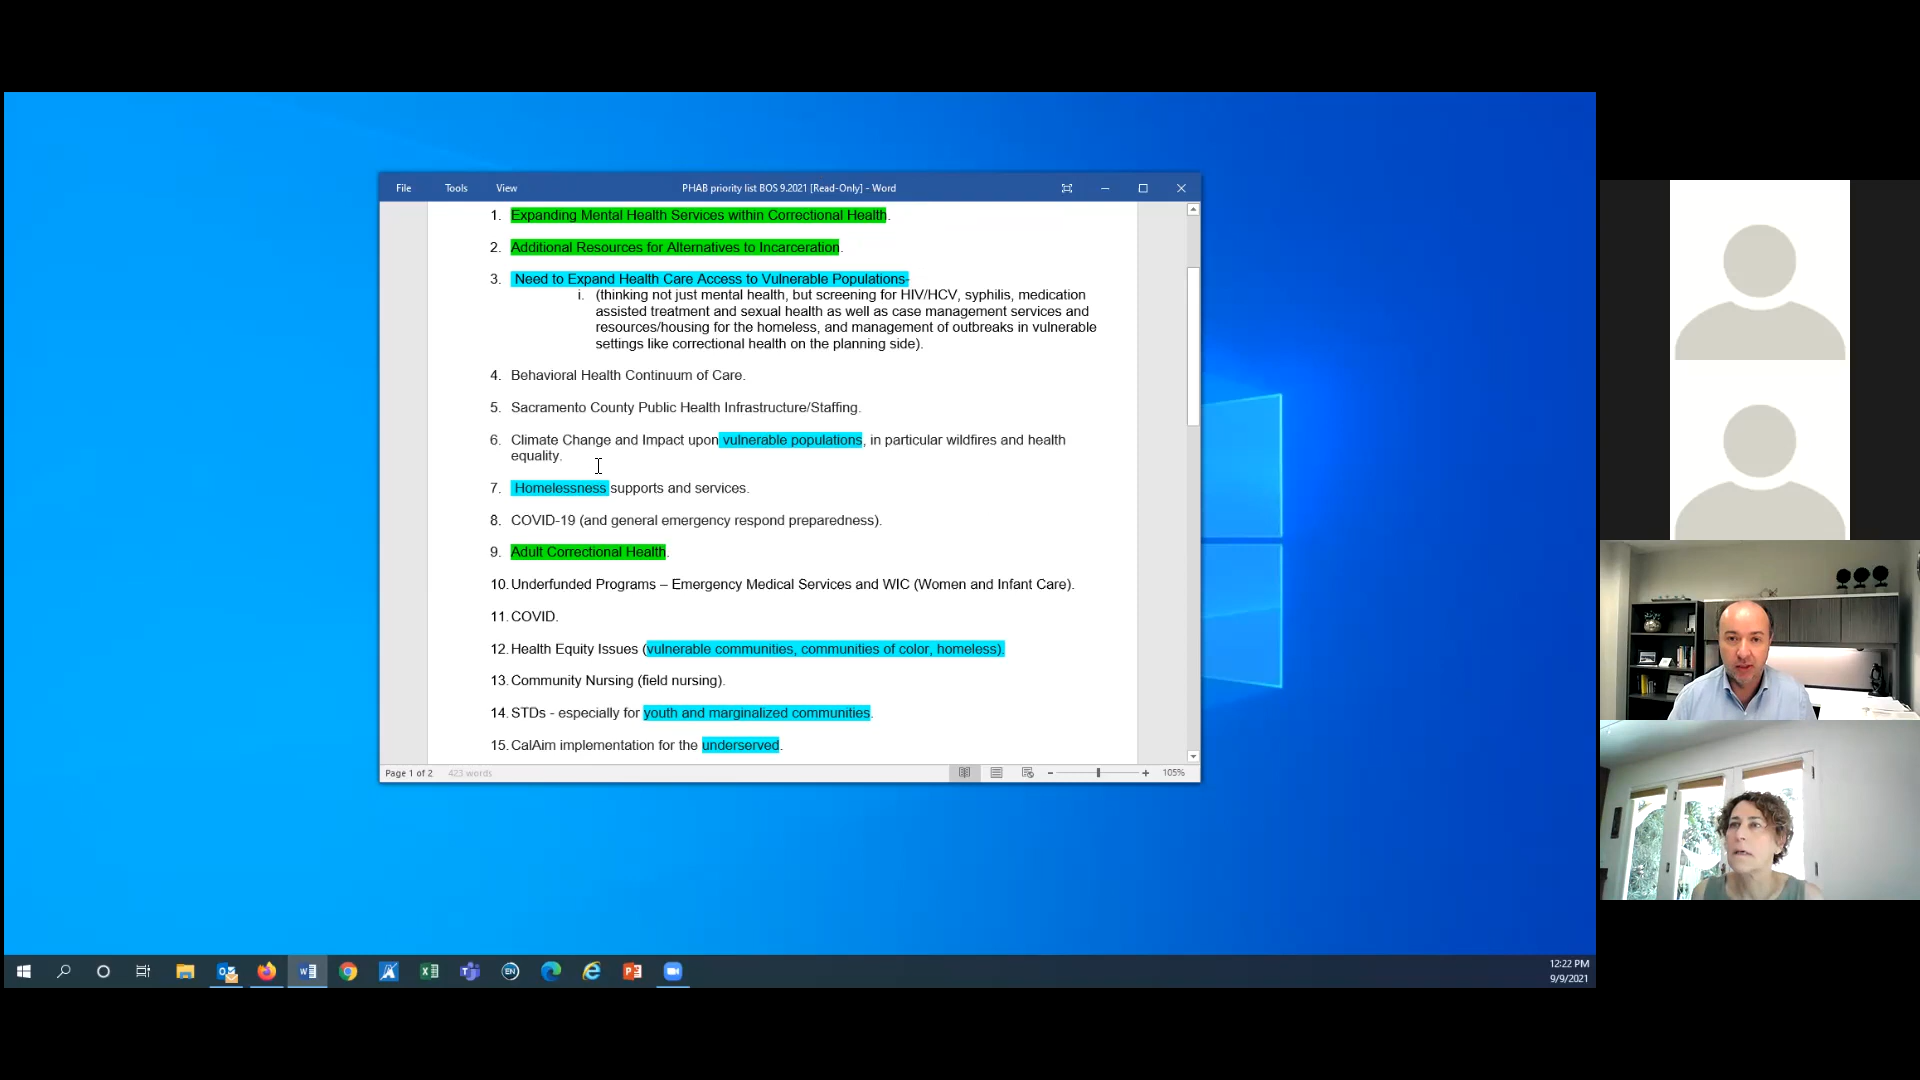 File Tools View PHAB priority list BOS 9.2021 [Read-Only] - Word
1. Expanding Mental Health Services within Correctional Health.
2. Additional Resources for Alternatives to Incarceration.
3. Need to Expand Health Care Access to Vulnerable Populations-
i. (thinking not just mental health, but screening for HIV/HCV, syphilis, medication
assisted treatment and sexual health as well as case management services and
resources/housing for the homeless, and management of outbreaks in vulnerable
settings like correctional health on the planning side).
4. Behavioral Health Continuum of Care.
5. Sacramento County Public Health Infrastructure/Staffing.
6. Climate Change and Impact upon vulnerable populations, in particular wildfires and health
equality.
7. Homelessness supports and services.
8. COVID-19 (and general emergency respond preparedness).
9. Adult Correctional Health.
10. Underfunded Programs – Emergency Medical Services and WIC (Women and Infant Care).
11. COVID.
12. Health Equity Issues (vulnerable communities, communities of color, homeless).
13. Community Nursing (field nursing).
14. STDs - especially for youth and marginalized communities.
15. CalAim implementation for the underserved.
Page 1 of 2 423 words 105%
EN
12:22 PM
9/9/2021